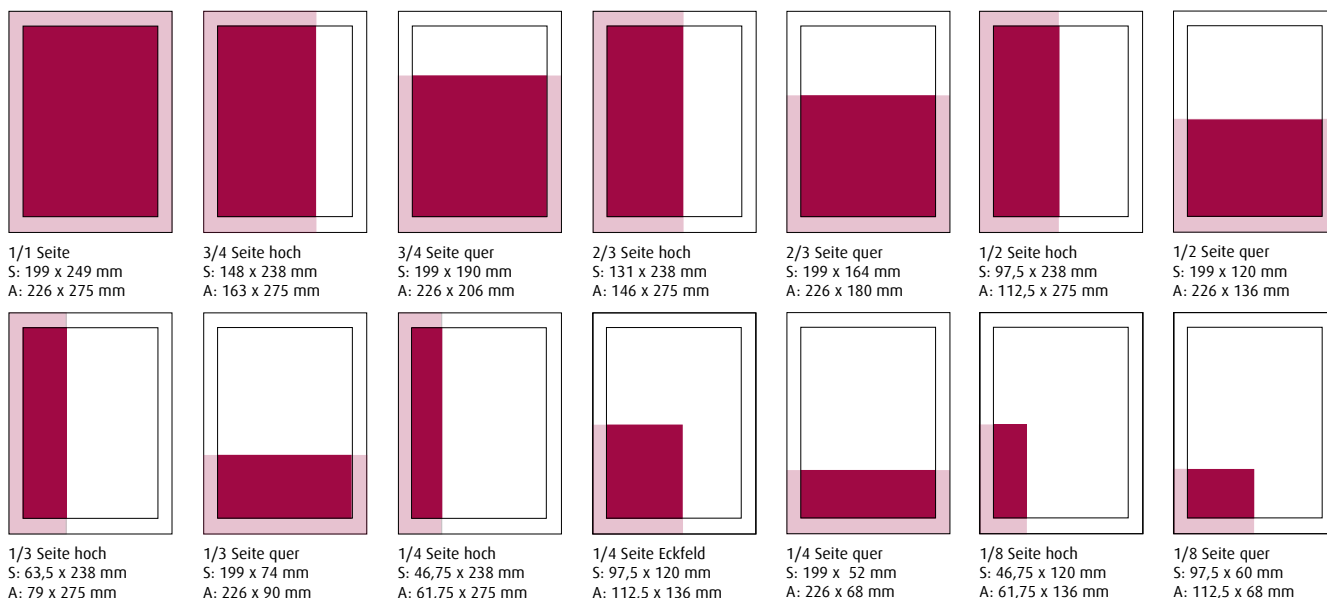 1/1 Seite
S: 199 x 249 mm
A: 226 x 275 mm
3/4 Seite hoch
S: 148 x 238 mm
A: 163 x 275 mm
3/4 Seite quer
S: 199 x 190 mm
A: 226 x 206 mm
2/3 Seite hoch
S: 131 x 238 mm
A: 146 x 275 mm
2/3 Seite quer
S: 199 x 164 mm
A: 226 x 180 mm
1/2 Seite hoch
S: 97,5 x 238 mm
A: 112,5 x 275 mm
1/2 Seite quer
S: 199 x 120 mm
A: 226 x 136 mm
1/3 Seite hoch
S: 63,5 x 238 mm
A: 79 x 275 mm
1/3 Seite quer
S: 199 x 74 mm
A: 226 x 90 mm
1/4 Seite hoch
S: 46,75 x 238 mm
A: 61,75 x 275 mm
1/4 Seite Eckfeld
S: 97,5 x 120 mm
A: 112,5 x 136 mm
1/4 Seite quer
S: 199 x  52 mm
A: 226 x 68 mm
1/8 Seite hoch
S: 46,75 x 120 mm
A: 61,75 x 136 mm
1/8 Seite quer
S: 97,5 x 60 mm
A: 112,5 x 68 mm